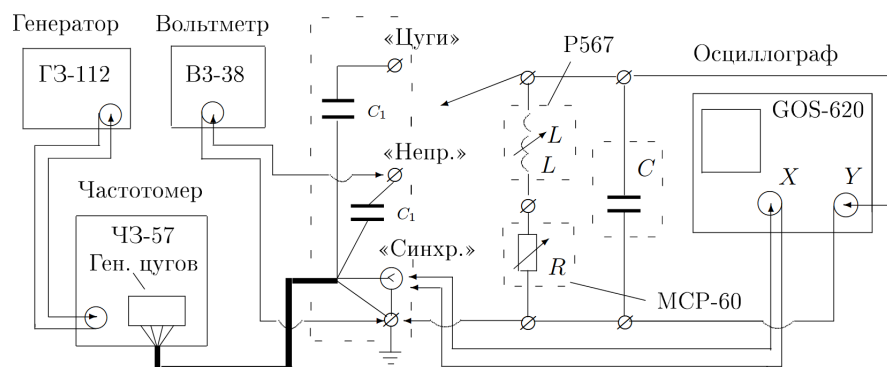 Генератор
Вольтметр
«Цуги»
Р567
Осциллограф
ГЗ-112
ВЗ-38
GOS-620
C1
L
L
«Непр.»
C
X
Y
Частотомер
C1
ЧЗ-57
«Синхр.»
Ген. цугов
R
МСР-60